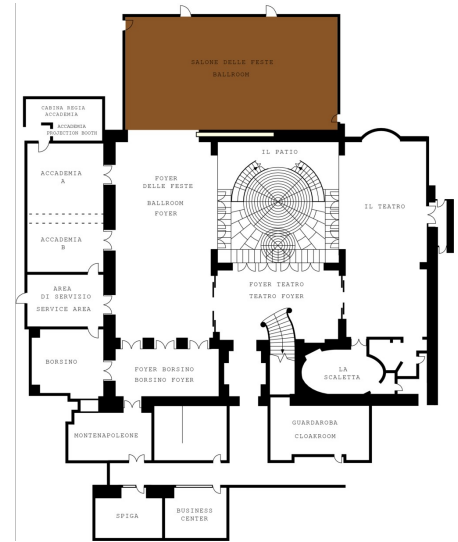 SALONE DELLE FESTE
BALLROOM
CABINA REGIA
ACCADEMIA
ACCADEMIA
PROJECTION BOOTH
IL PATIO
ACCADEMIA
A
FOYER
DELLE FESTE
BALLROOM
FOYER
IL TEATRO
ACCADEMIA
B
AREA
DI SERVIZIO
SERVICE AREA
FOYER TEATRO
TEATRO FOYER
BORSINO
FOYER BORSINO
BORSINO FOYER
LA
SCALETTA
MONTENAPOLEONE
GUARDAROBA
CLOAKROOM
SPIGA
BUSINESS
CENTER